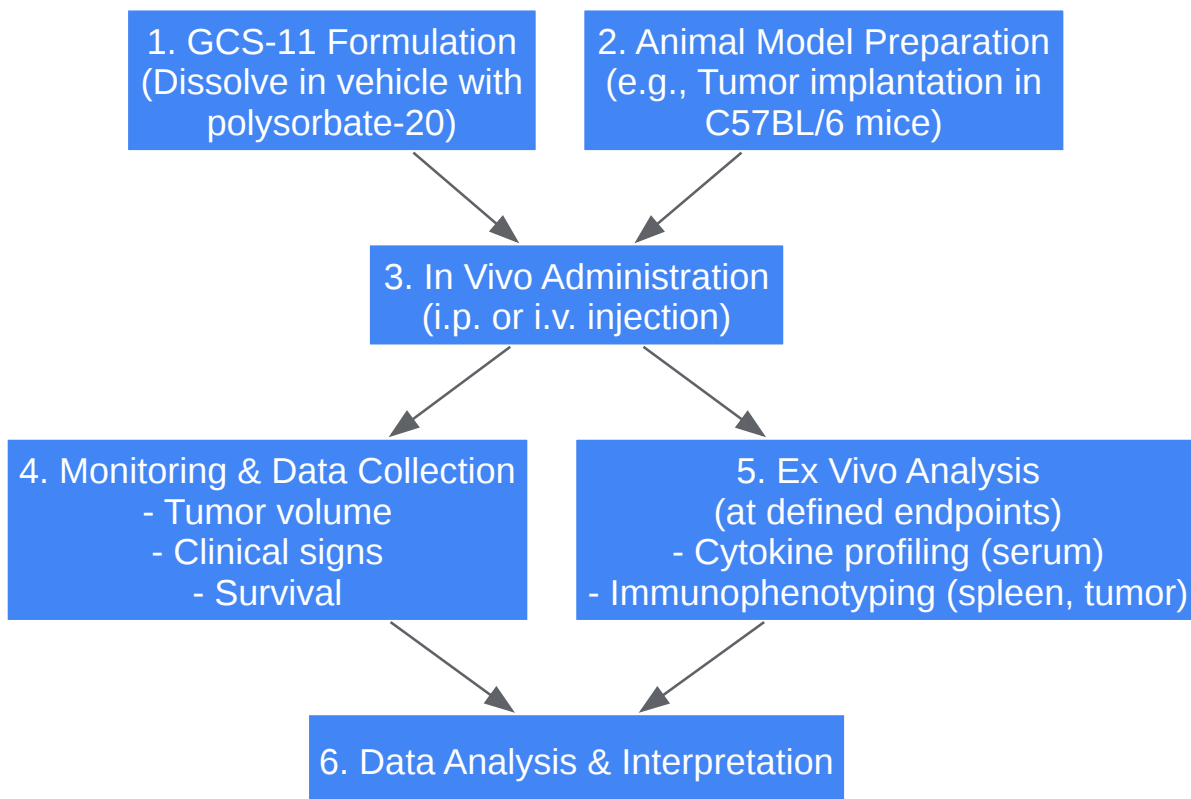 1. GCS-11 Formulation
(Dissolve in vehicle with
polysorbate-20)
2. Animal Model Preparation
(e.g., Tumor implantation in
C57BL/6 mice)
3. In Vivo Administration
(i.p. or i.v. injection)
4. Monitoring & Data Collection
- Tumor volume
- Clinical signs
- Survival
5. Ex Vivo Analysis
(at defined endpoints)
- Cytokine profiling (serum)
- Immunophenotyping (spleen, tumor)
6. Data Analysis & Interpretation